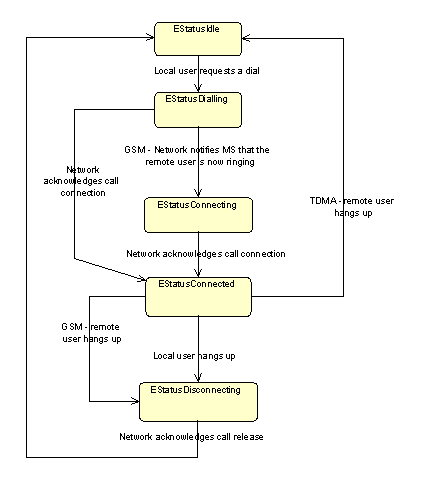 EStatusIdle
Local user requests a dial
EStatusDialling
GSM - Network notifies MS that the
remote user is now ringing
Network
acknowledges call
connection
EStatusConnecting
TDMA - remote user
hangs up
Network acknowledges call connection
EStatusConnected
GSM - remote
user hangs up
Local user hangs up
EStatusDisconnecting
Network acknowledges call release